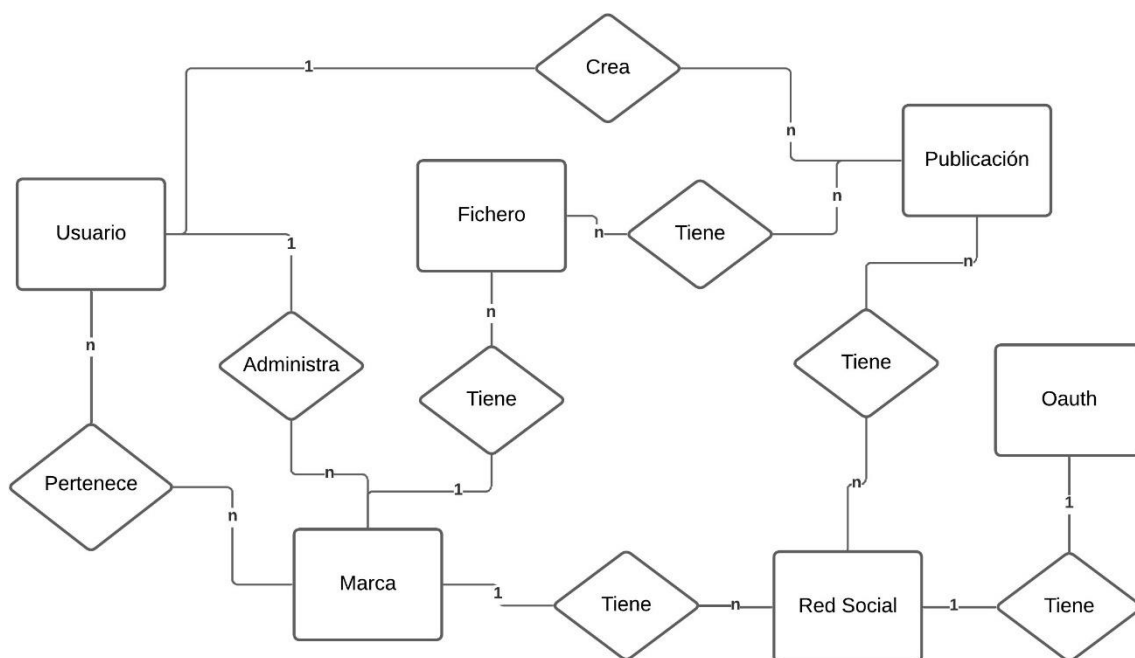 1
Crea
n
Publicación
Usuario
Fichero
n
Tiene
n
1
n
n
n
Administra
Tiene
Tiene
Oauth
n
1
n
Pertenece
n
n
1
1
Marca
1
Tiene
n
Red Social
1
Tiene